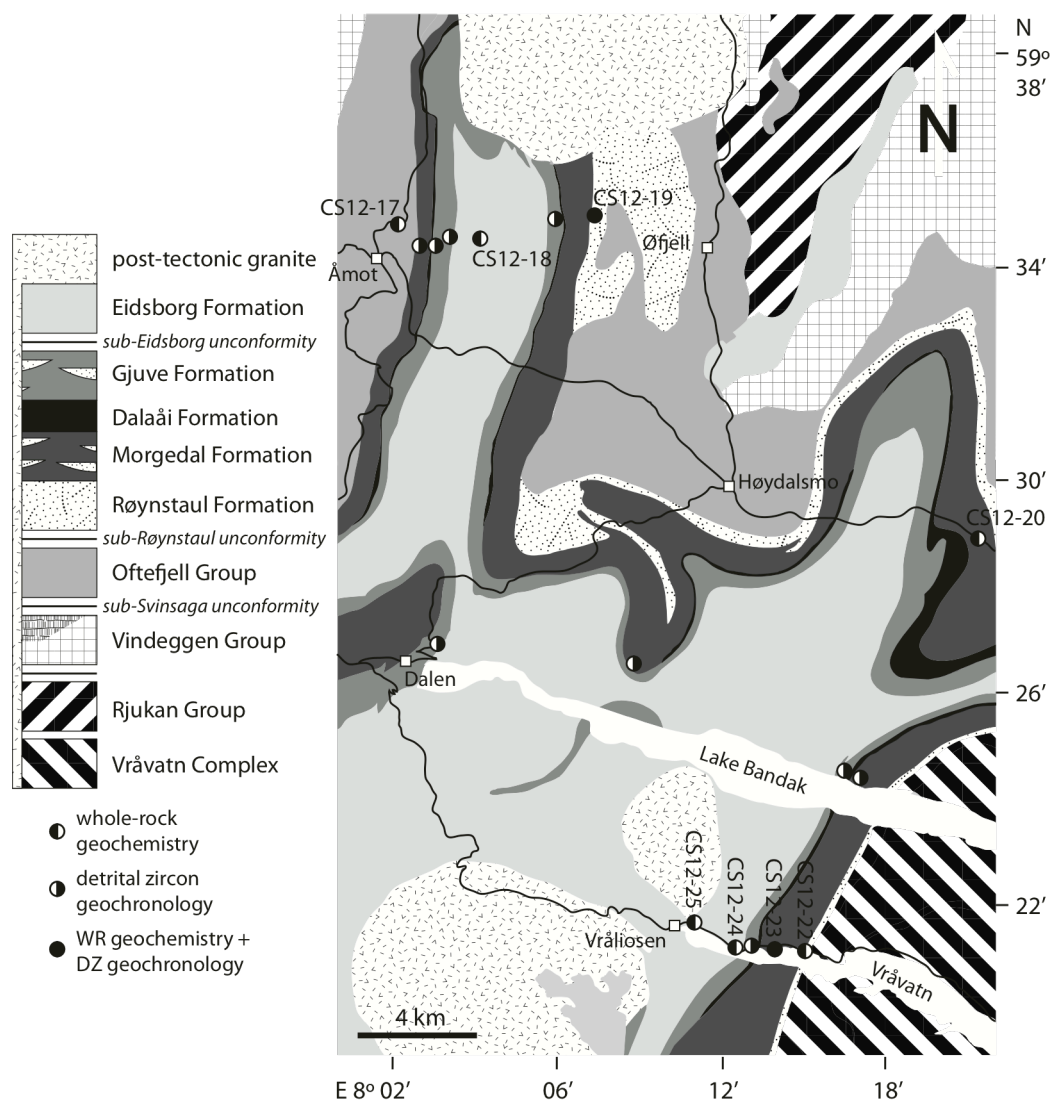 N
59º
38′
N
CS12-17
CS12-19
Øfjell
CS12-18
Åmot
34′
post-tectonic granite
Eidsborg Formation
sub-Eidsborg unconformity
Gjuve Formation
Dalaåi Formation
Morgedal Formation
Røynstaul Formation
sub-Røynstaul unconformity
Oftefjell Group
sub-Svinsaga unconformity
Vindeggen Group
Rjukan Group
Vråvatn Complex
whole-rock
geochemistry
detrital zircon
geochronology
WR geochemistry +
DZ geochronology
30′
Høydalsmo
CS12-20
26′
Dalen
Lake Bandak
CS12-25
CS12-24
CS12-23
CS12-22
22′
Vråliosen
Vråvatn
4 km
E 8º 02′
06′
12′
18′